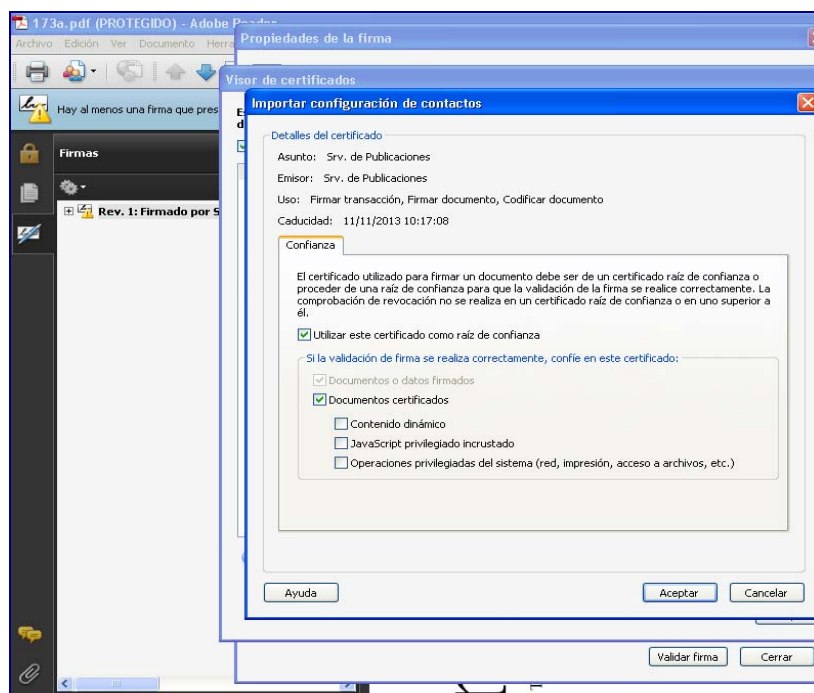 173a.pdf (PROTEGIDO) - Adobe Reader
Archivo Edición Ver Documento Herra
Propiedades de la firma
Visor de certificados
Importar configuración de contactos
Hay al menos una firma que pres
Firmas
Rev. 1: Firmado por S
Detalles del certificado
Asunto: Srv. de Publicaciones
Emisor: Srv. de Publicaciones
Uso: Firmar transacción, Firmar documento, Codificar documento
Caducidad: 11/11/2013 10:17:08
Confianza
El certificado utilizado para firmar un documento debe ser de un certificado raíz de confianza o
proceder de una raíz de confianza para que la validación de la firma se realice correctamente. La
comprobación de revocación no se realiza en un certificado raíz de confianza o en uno superior a
él.
Utilizar este certificado como raíz de confianza
Si la validación de firma se realiza correctamente, confíe en este certificado:
Documentos o datos firmados
Documentos certificados
Contenido dinámico
JavaScript privilegiado incrustado
Operaciones privilegiadas del sistema (red, impresión, acceso a archivos, etc.)
Ayuda
Aceptar
Cancelar
Validar firma
Cerrar